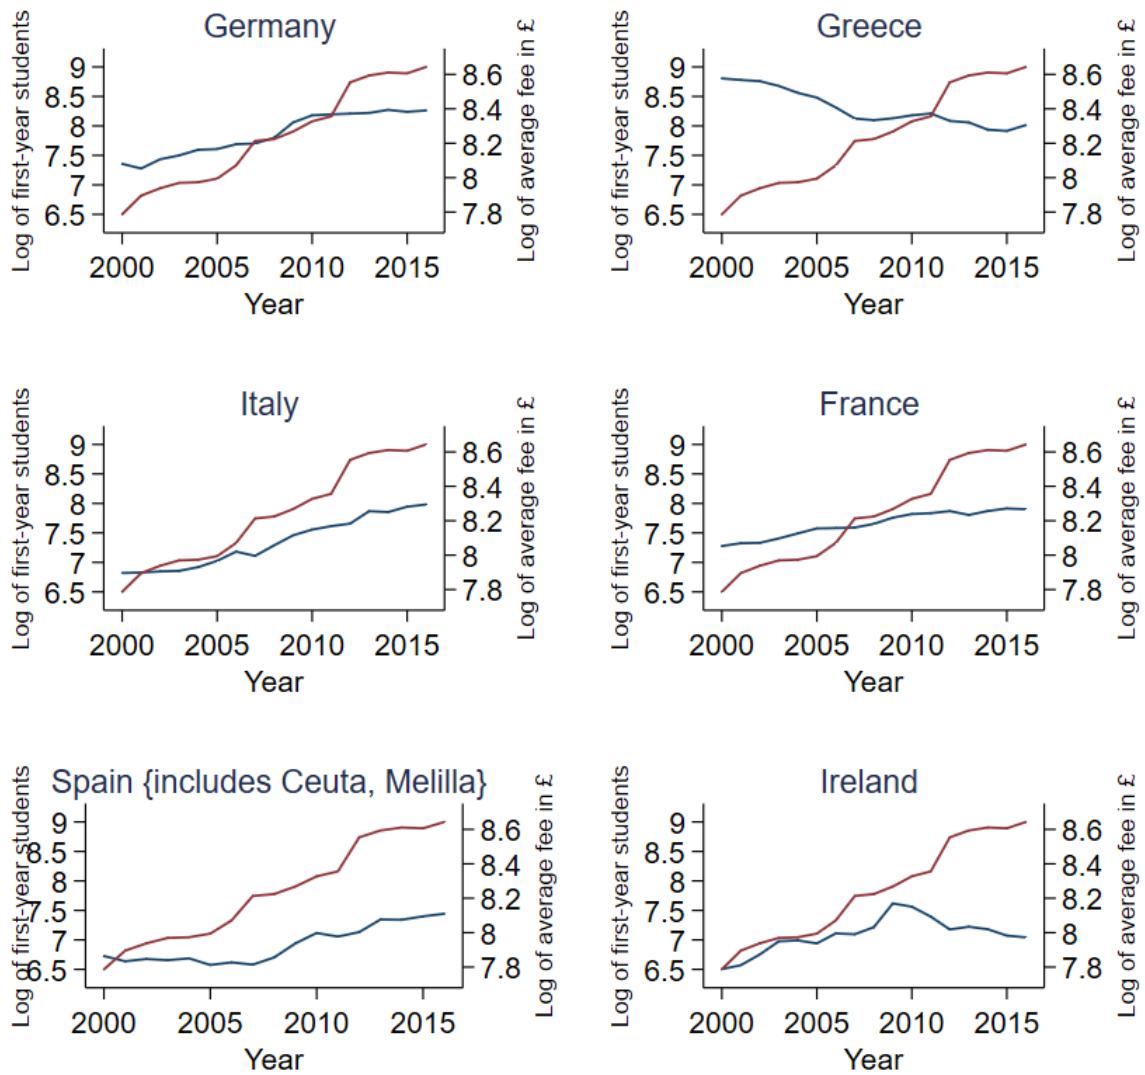 Germany
Log of first-year students
9
8.5
8
7.5
7
6.5
8.6
8.4
8.2
8
7.8
Log of average fee in £
2000 2005 2010 2015
Year
Greece
Log of first-year students
9
8.5
8
7.5
7
6.5
8.6
8.4
8.2
8
7.8
Log of average fee in £
2000 2005 2010 2015
Year
Italy
Log of first-year students
9
8.5
8
7.5
7
6.5
8.6
8.4
8.2
8
7.8
Log of average fee in £
2000 2005 2010 2015
Year
France
Log of first-year students
9
8.5
8
7.5
7
6.5
8.6
8.4
8.2
8
7.8
Log of average fee in £
2000 2005 2010 2015
Year
Spain {includes Ceuta, Melilla}
Log of first-year students
9
8.5
8
7.5
7
6.5
8.6
8.4
8.2
8
7.8
Log of average fee in £
2000 2005 2010 2015
Year
Ireland
Log of first-year students
9
8.5
8
7.5
7
6.5
8.6
8.4
8.2
8
7.8
Log of average fee in £
2000 2005 2010 2015
Year